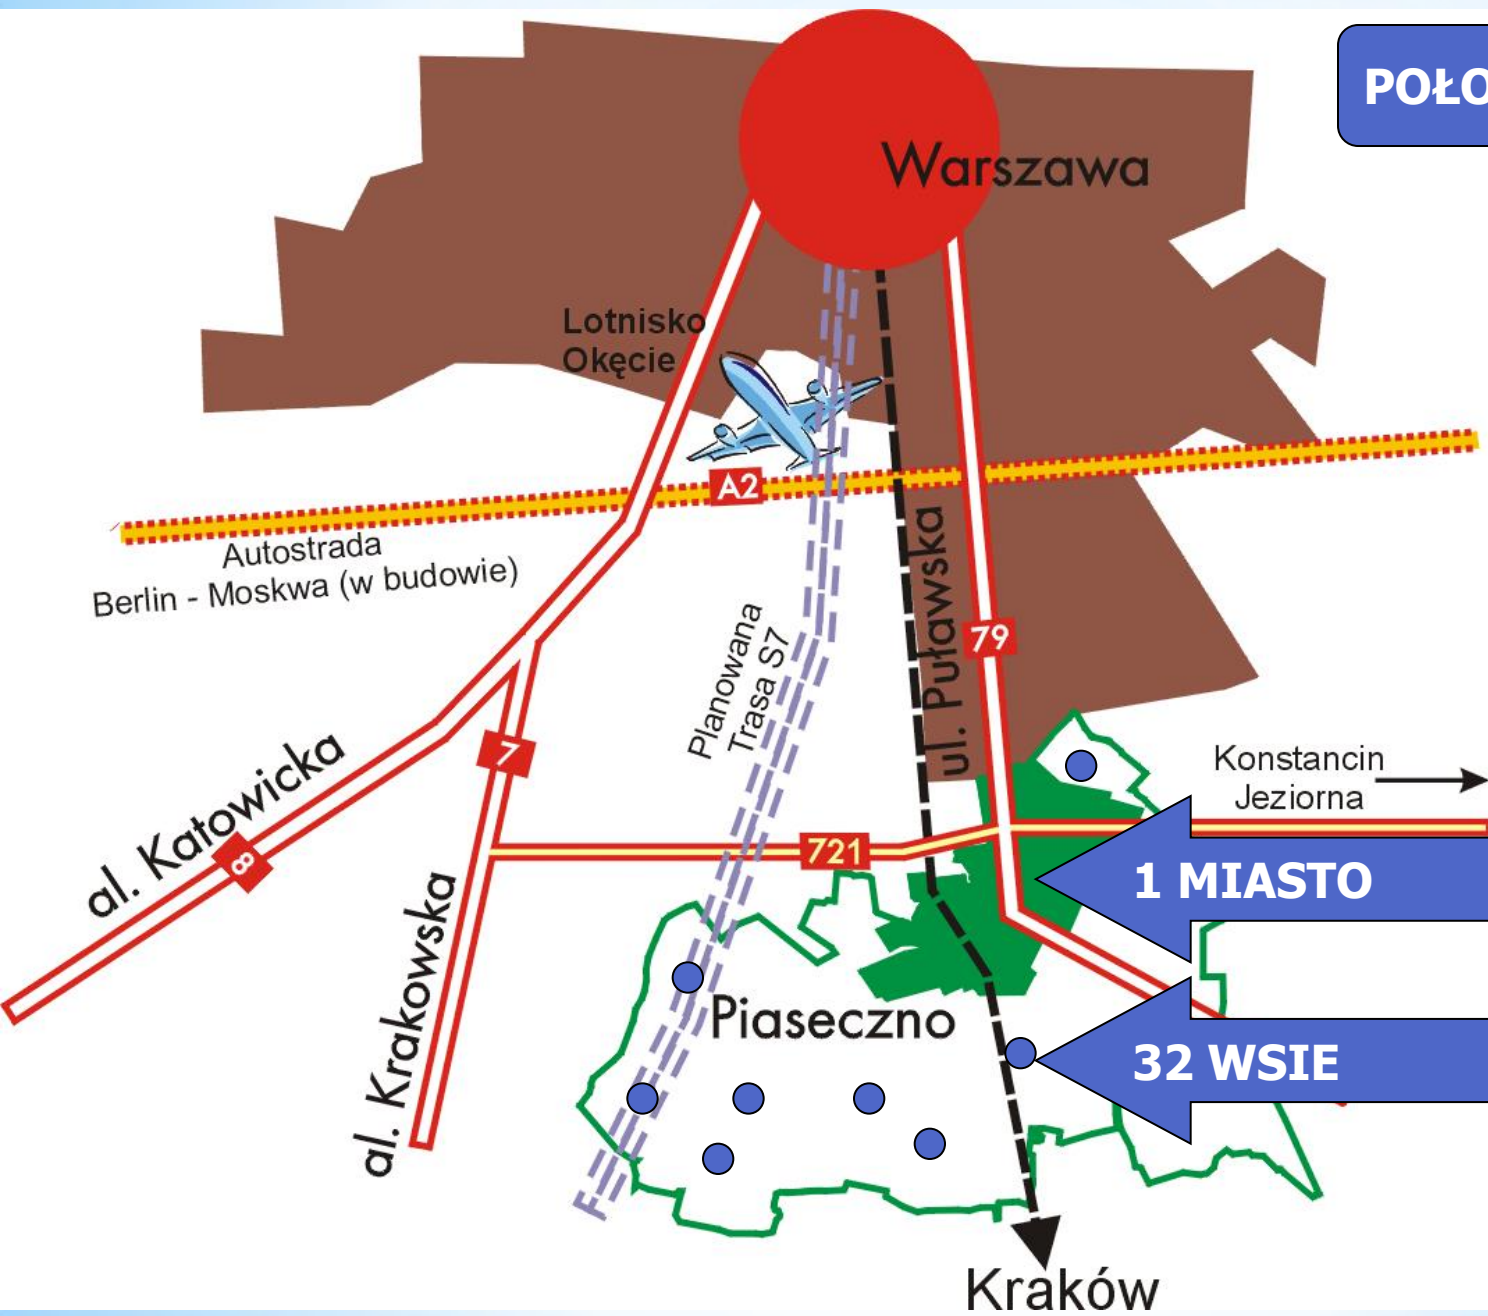 POŁO
Warszawa
Lotnisko
Okęcie
A2
Autostrada
Berlin - Moskwa (w budowie)
ul. Puławska
79
Planowana
Trasa S7
7
al. Katowicka
8
Konstancin
Jeziorna
721
1 MIASTO
al. Krakowska
Piaseczno
32 WSIE
Kraków